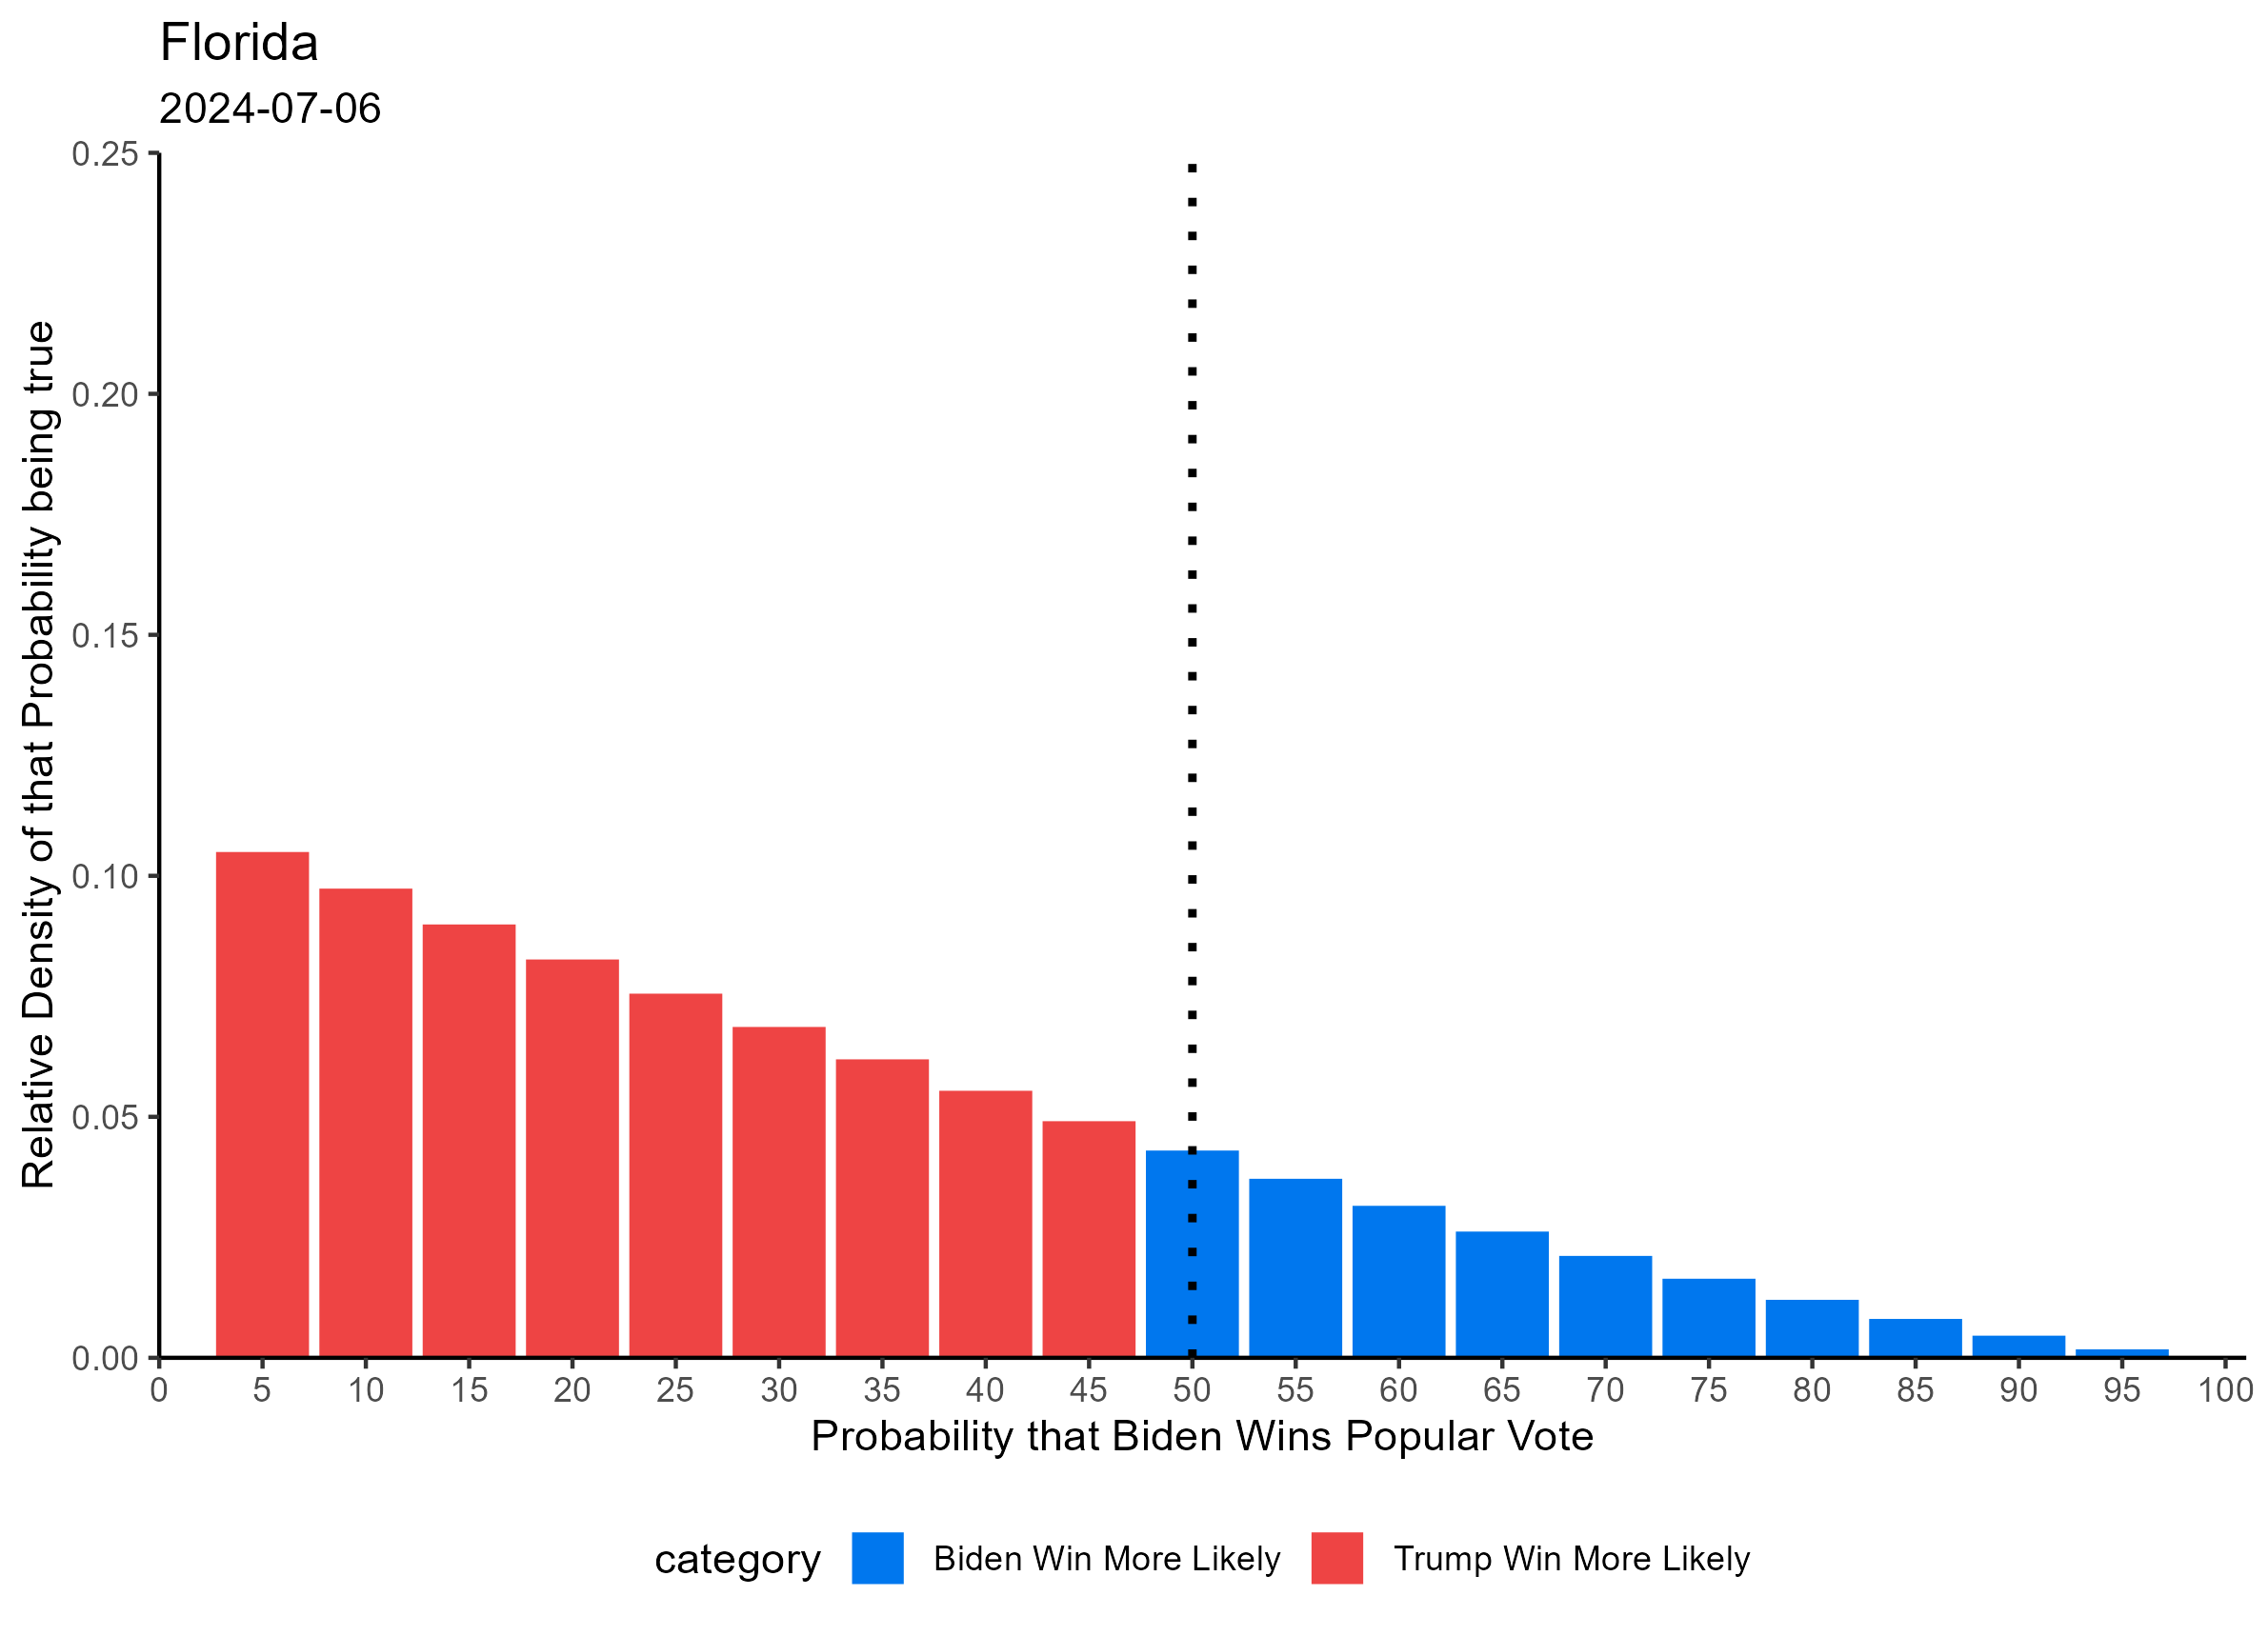 Florida
2024-07-06
Relative Density of that Probability being true
0.25
0.20
0.15
0.10
0.05
0.00
0 5 10 15 20 25 30 35 40 45 50 55 60 65 70 75 80 85 90 95 100
Probability that Biden Wins Popular Vote
category Biden Win More Likely Trump Win More Likely